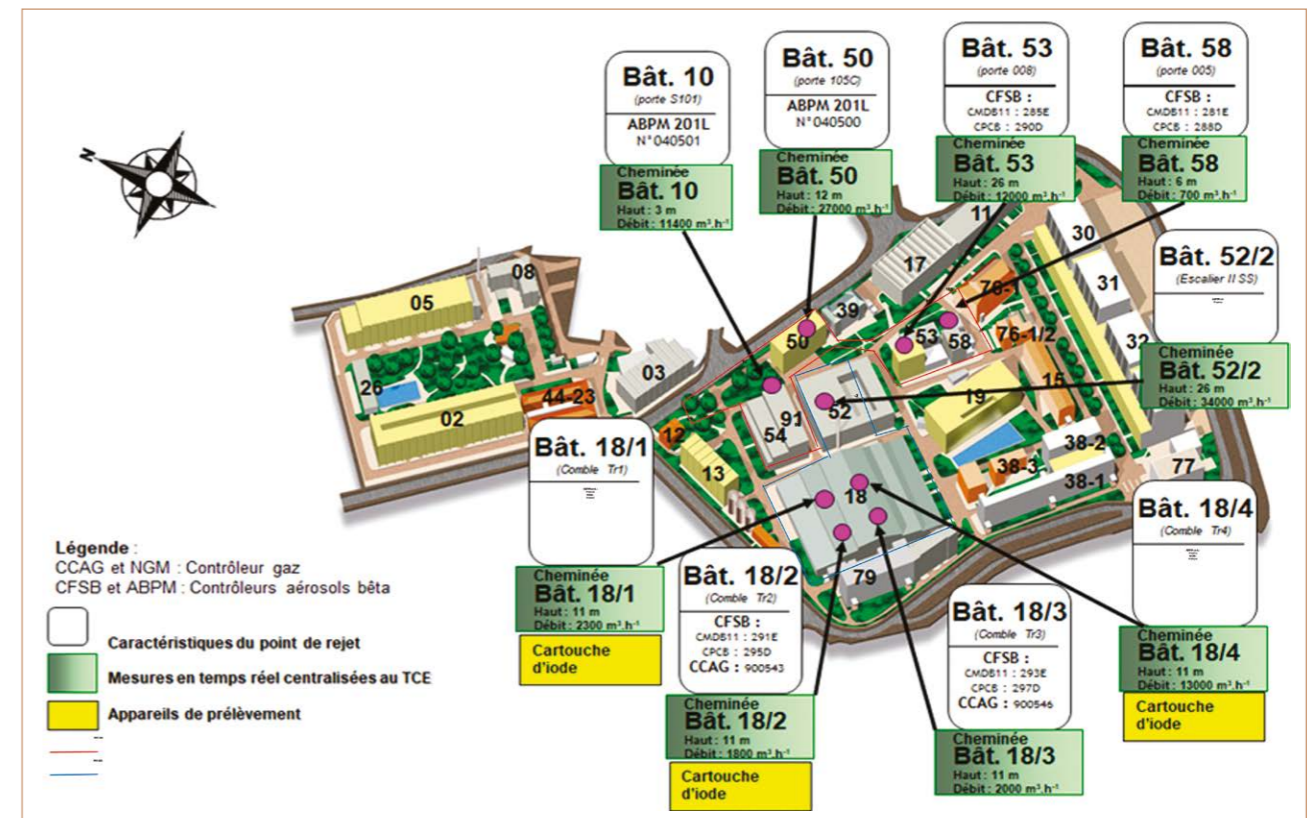 Bât. 10
(porte S101)
ABPM 201L
N°040501
Cheminée
Bât. 10
Haut : 3 m
Débit : 11400 m³.h⁻¹
Bât. 50
(porte 105C)
ABPM 201L
N°040500
Cheminée
Bât. 50
Haut : 12 m
Débit : 27000 m³.h⁻¹
Bât. 53
(porte 008)
CFSB :
CMDB11 : 285E
CPCB : 290D
Cheminée
Bât. 53
Haut : 26 m
Débit : 12000 m³.h⁻¹
Bât. 58
(porte 005)
CFSB :
CMDB11 : 281E
CPCB : 288D
Cheminée
Bât. 58
Haut : 6 m
Débit : 700 m³.h⁻¹
Bât. 52/2
(Escalier II SS)
Cheminée
Bât. 52/2
Haut : 26 m
Débit : 34000 m³.h⁻¹
N
05
08
26
02
44-23
03
12
13
54
91
50
39
17
11
53
58
76-1/2
30
31
32
15
52
19
38-2
38-3
38-1
77
18
79
Bât. 18/1
(Comble Tr1)
Cheminée
Bât. 18/1
Haut : 11 m
Débit : 2300 m³.h⁻¹
Cartouche
d'iode
Bât. 18/2
(Comble Tr2)
CFSB :
CMDB11 : 291E
CPCB : 295D
CCAG : 900543
Cheminée
Bât. 18/2
Haut : 11 m
Débit : 1800 m³.h⁻¹
Cartouche
d'iode
Bât. 18/3
(Comble Tr3)
CFSB :
CMDB11 : 293E
CPCB : 297D
CCAG : 900546
Cheminée
Bât. 18/3
Haut : 11 m
Débit : 2000 m³.h⁻¹
Bât. 18/4
(Comble Tr4)
Cheminée
Bât. 18/4
Haut : 11 m
Débit : 13000 m³.h⁻¹
Cartouche
d'iode
Légende :
CCAG et NGM : Contrôleur gaz
CFSB et ABPM : Contrôleurs aérosols bêta
Caractéristiques du point de rejet
Mesures en temps réel centralisées au TCE
Appareils de prélèvement